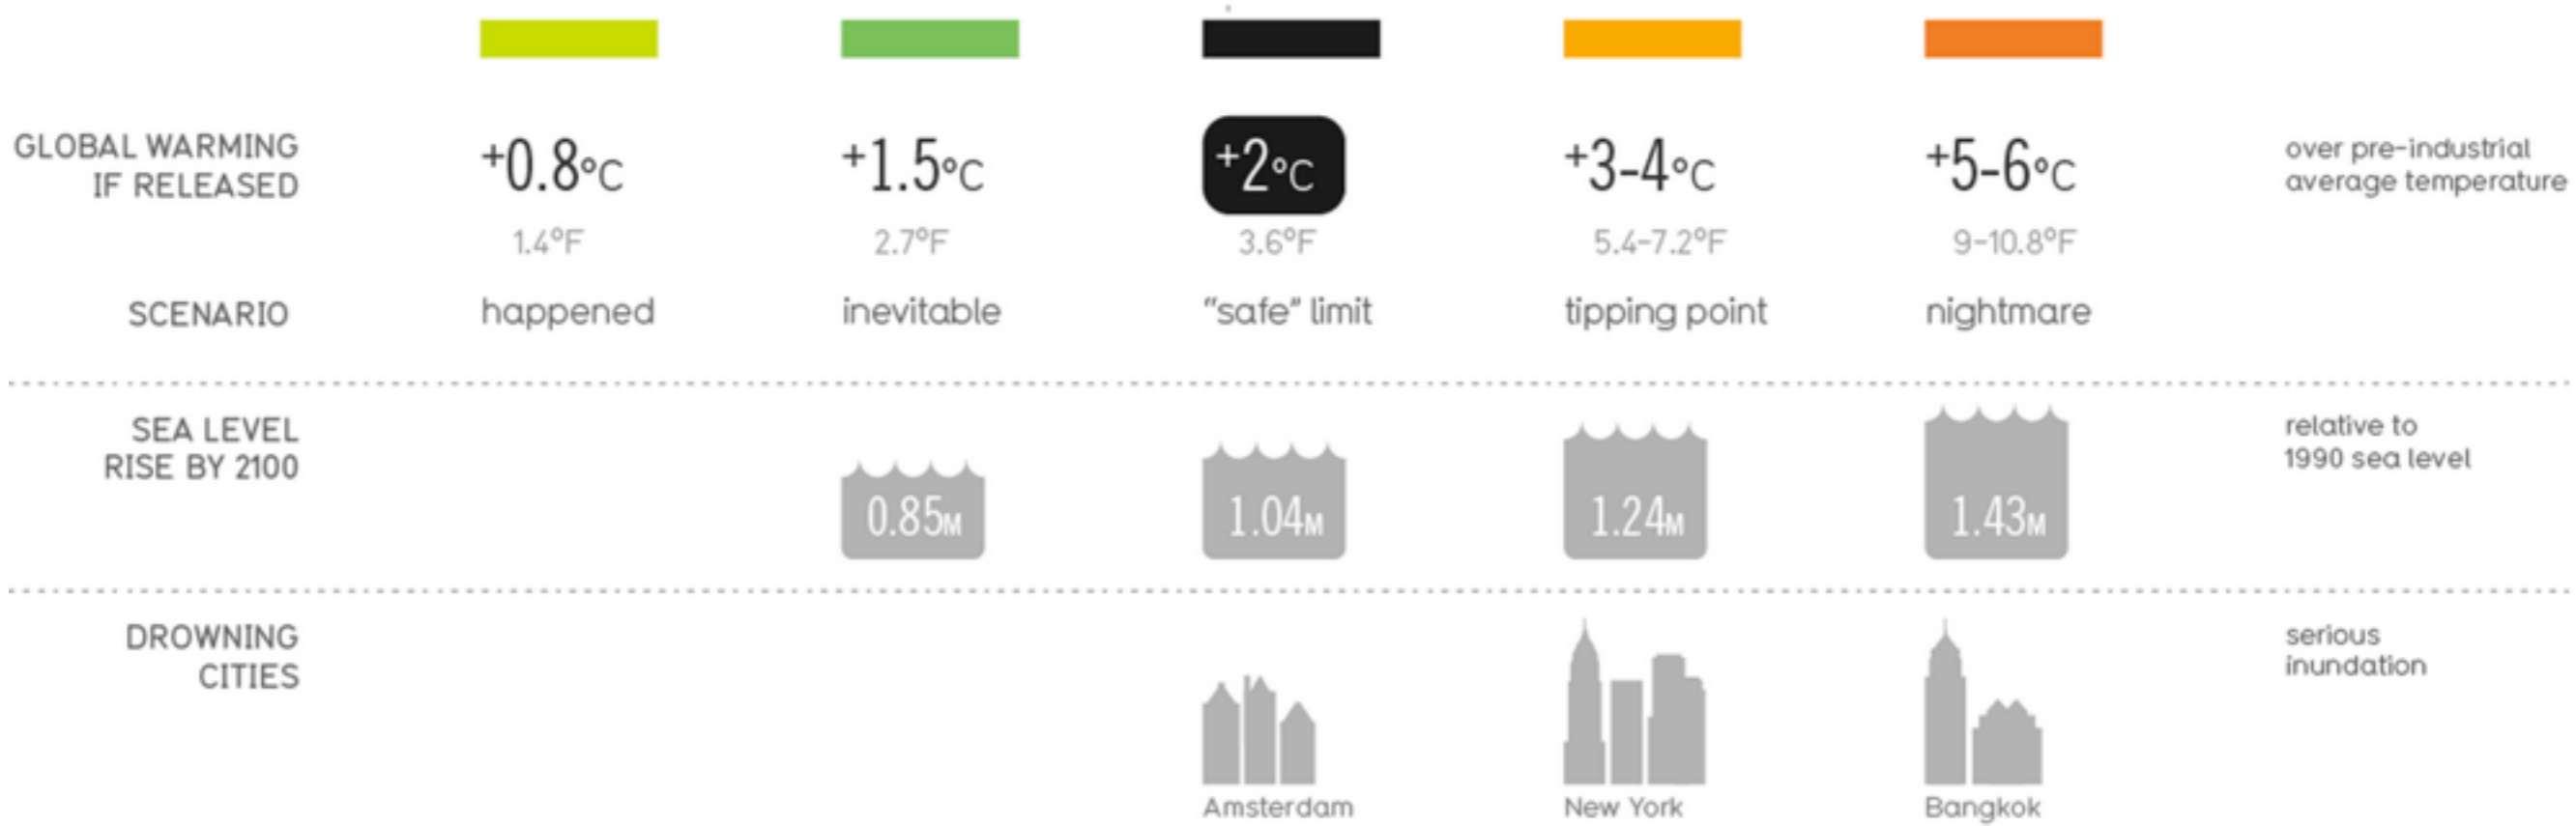 GLOBAL WARMING
IF RELEASED
+0.8°C
+1.5°C
+2°C
+3-4°C
+5-6°C
over pre-industrial
average temperature
1.4°F
2.7°F
3.6°F
5.4-7.2°F
9-10.8°F
SCENARIO
happened
inevitable
"safe" limit
tipping point
nightmare
SEA LEVEL
RISE BY 2100
0.85M
1.04M
1.24M
1.43M
relative to
1990 sea level
DROWNING
CITIES
serious
inundation
Amsterdam
New York
Bangkok